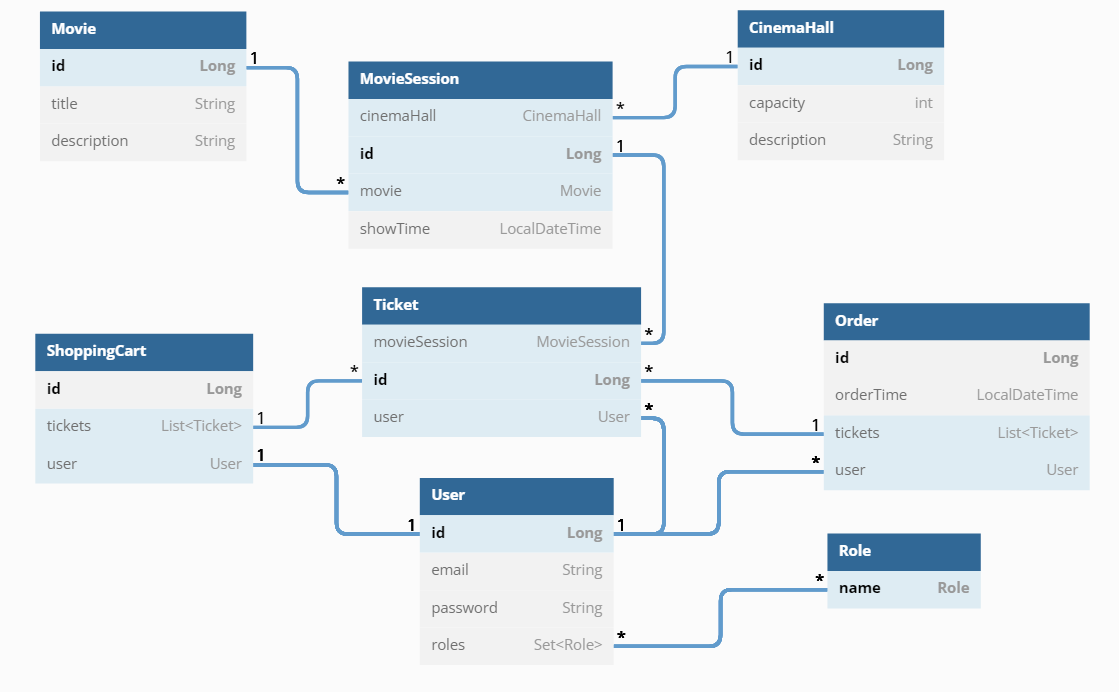 Movie
id Long
title String
description String
1
*
MovieSession
cinemaHall CinemaHall
id Long
movie Movie
showTime LocalDateTime
*
1
1
CinemaHall
id Long
capacity int
description String
Ticket
movieSession MovieSession
id Long
user User
*
*
*
*
ShoppingCart
id Long
tickets List<Ticket>
user User
1
1
Order
id Long
orderTime LocalDateTime
tickets List<Ticket>
user User
1
*
User
id Long
email String
password String
roles Set<Role>
1
1
*
Role
name Role
*